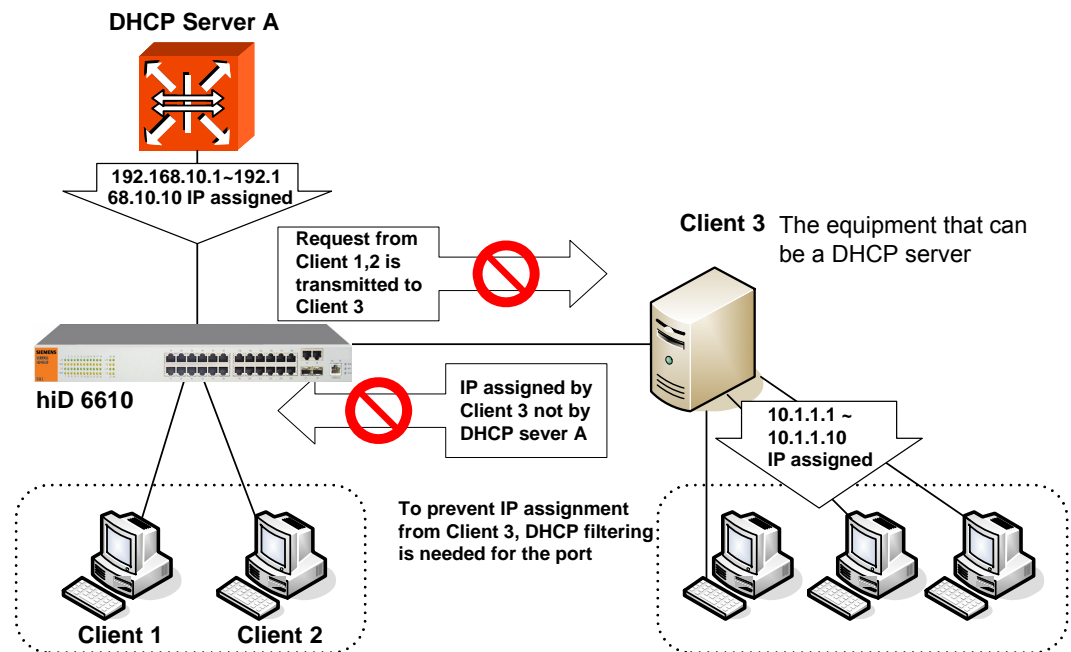 DHCP Server A
192.168.10.1~192.1
68.10.10 IP assigned
Request from
Client 1,2 is
transmitted to
Client 3
Client 3 The equipment that can
be a DHCP server
SIEMENS
hiD 6610
IP assigned by
Client 3 not by
DHCP sever A
10.1.1.1 ~
10.1.1.10
IP assigned
To prevent IP assignment
from Client 3, DHCP filtering
is needed for the port
Client 1
Client 2